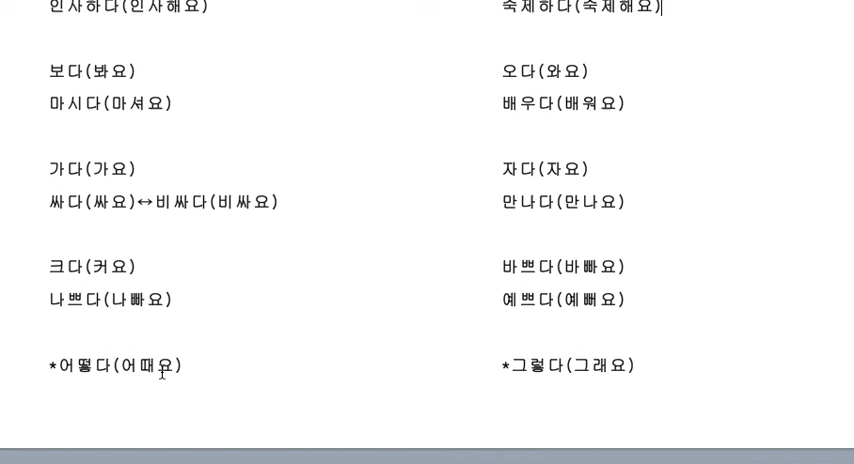 인사하다(인사해요)
숙제하다(숙제해요)
보다(봐요)
오다(와요)
마시다(마셔요)
배우다(배워요)
가다(가요)
자다(자요)
싸다(싸요)↔비싸다(비싸요)
만나다(만나요)
크다(커요)
바쁘다(바빠요)
나쁘다(나빠요)
예쁘다(예뻐요)
*어떻다(어때요)
*그렇다(그래요)